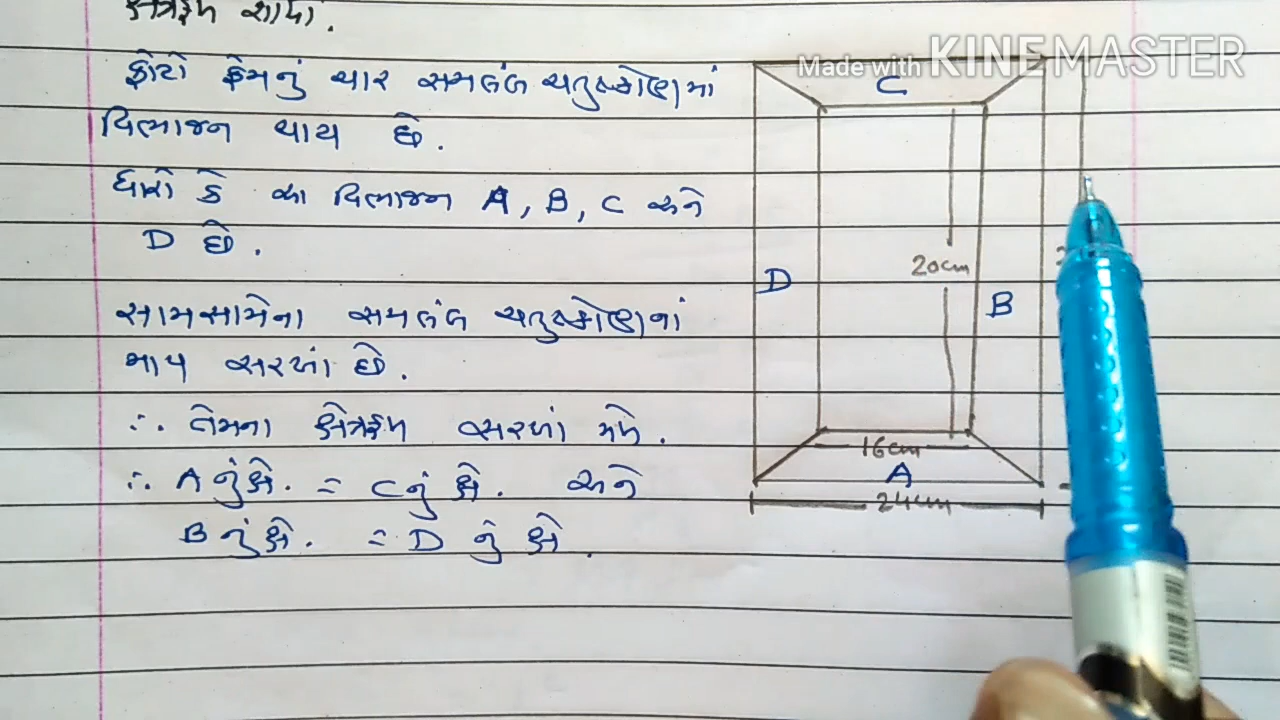 ક્ષેત્રફળ શોધો.
ફોટો ફ્રેમનું ચાર સમલંબ ચતુષ્કોણમાં
વિભાજન થાય છે.
ધારો કે આ વિભાજન A, B, C અને
D છે.
સામસામેના સમલંબ ચતુષ્કોણનાં
માપ સરખાં છે.
∴ તેમના ક્ષેત્રફળ સરખાં થશે.
∴ A નું ક્ષે. = C નું ક્ષે. અને
B નું ક્ષે. = D નું ક્ષે.
Made with KINEMASTER
C
20cm
D
B
16cm
A
24cm